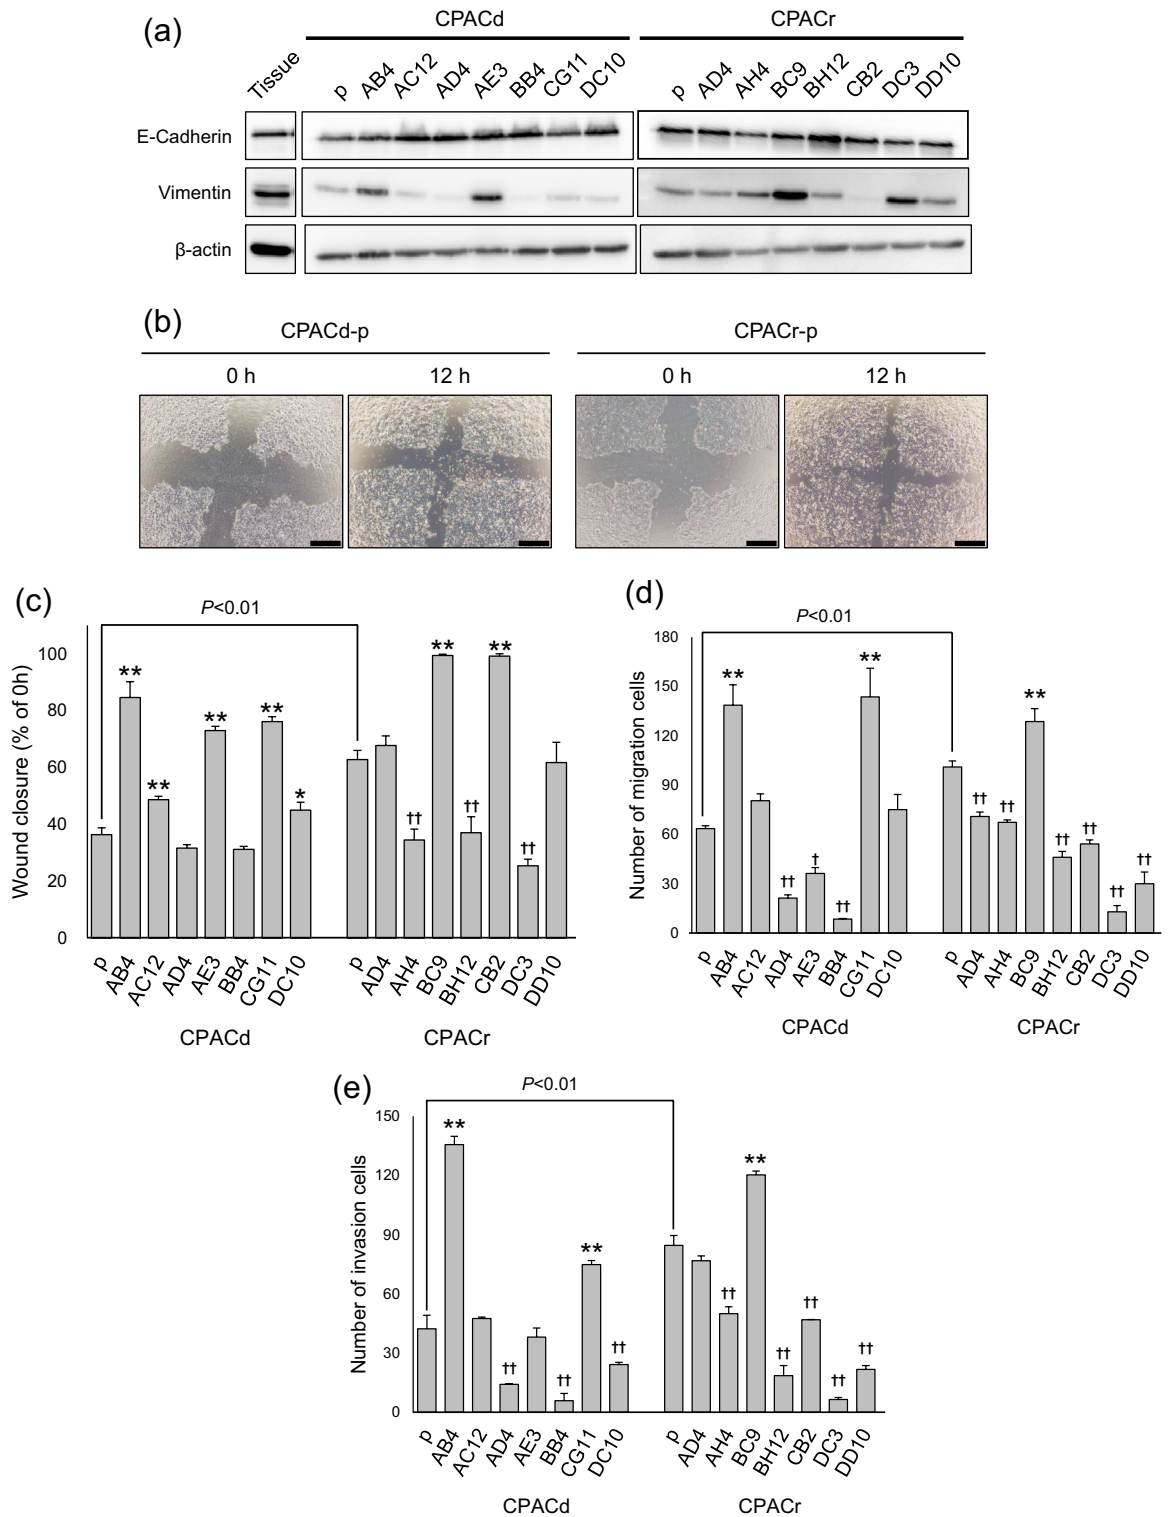 (a)
CPACd
CPACr
Tissue
p
AB4
AC12
AD4
AE3
BB4
CG11
DC10
p
AD4
AH4
BC9
BH12
CB2
DC3
DD10
E-Cadherin
Vimentin
β-actin
(b)
CPACd-p
CPACr-p
0 h
12 h
0 h
12 h
(c)
P<0.01
Wound closure (% of 0h)
100
80
60
40
20
0
**
**
**
**
*
††
**
††
**
††
p
AB4
AC12
AD4
AE3
BB4
CG11
DC10
p
AD4
AH4
BC9
BH12
CB2
DC3
DD10
CPACd
CPACr
(d)
P<0.01
Number of migration cells
180
150
120
90
60
30
0
**
††
†
††
**
††
††
**
††
††
††
††
p
AB4
AC12
AD4
AE3
BB4
CG11
DC10
p
AD4
AH4
BC9
BH12
CB2
DC3
DD10
CPACd
CPACr
(e)
P<0.01
Number of invasion cells
150
120
90
60
30
0
**
††
††
**
††
††
**
††
††
††
††
p
AB4
AC12
AD4
AE3
BB4
CG11
DC10
p
AD4
AH4
BC9
BH12
CB2
DC3
DD10
CPACd
CPACr